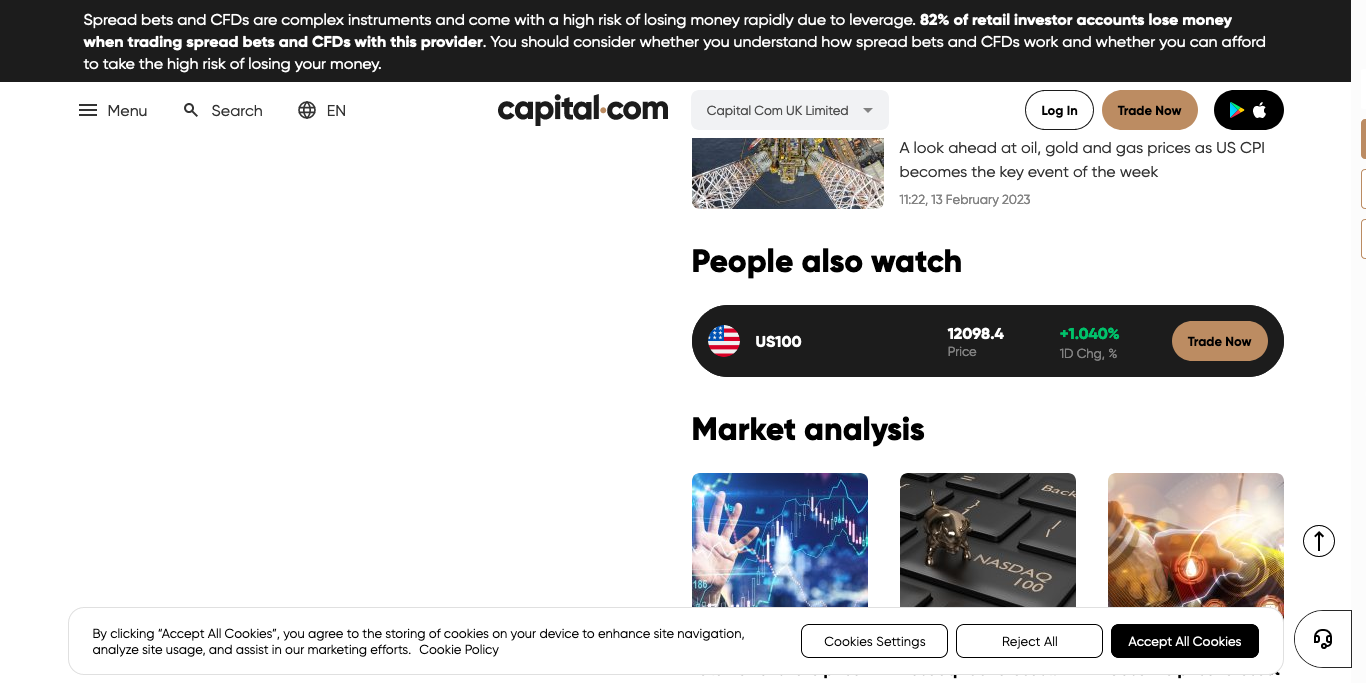 Spread bets and CFDs are complex instruments and come with a high risk of losing money rapidly due to leverage. 82% of retail investor accounts lose money
when trading spread bets and CFDs with this provider. You should consider whether you understand how spread bets and CFDs work and whether you can afford
to take the high risk of losing your money.
Menu
Search
EN
capital.com
Capital Com UK Limited
Log In
Trade Now
A look ahead at oil, gold and gas prices as US CPI
becomes the key event of the week
11:22, 13 February 2023
People also watch
US100
12098.4
Price
+1.040%
1D Chg, %
Trade Now
Market analysis
186
Back
NASDAQ
100
By clicking “Accept All Cookies”, you agree to the storing of cookies on your device to enhance site navigation,
analyze site usage, and assist in our marketing efforts. Cookie Policy
Cookies Settings
Reject All
Accept All Cookies